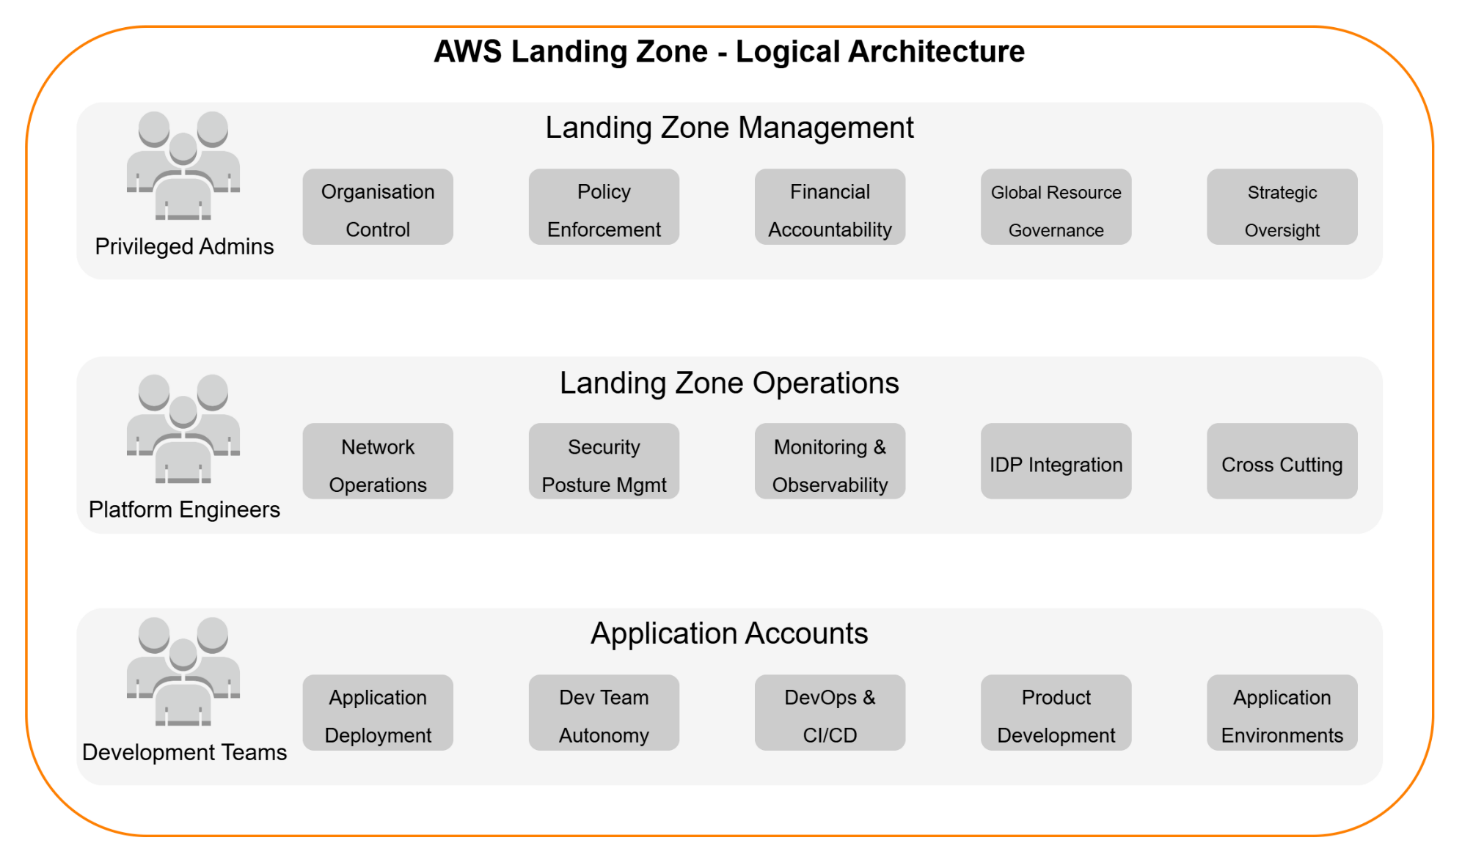 AWS Landing Zone - Logical Architecture
Landing Zone Management
Privileged Admins
Organisation
Control
Policy
Enforcement
Financial
Accountability
Global Resource
Governance
Strategic
Oversight
Landing Zone Operations
Platform Engineers
Network
Operations
Security
Posture Mgmt
Monitoring &
Observability
IDP Integration
Cross Cutting
Application Accounts
Development Teams
Application
Deployment
Dev Team
Autonomy
DevOps &
CI/CD
Product
Development
Application
Environments